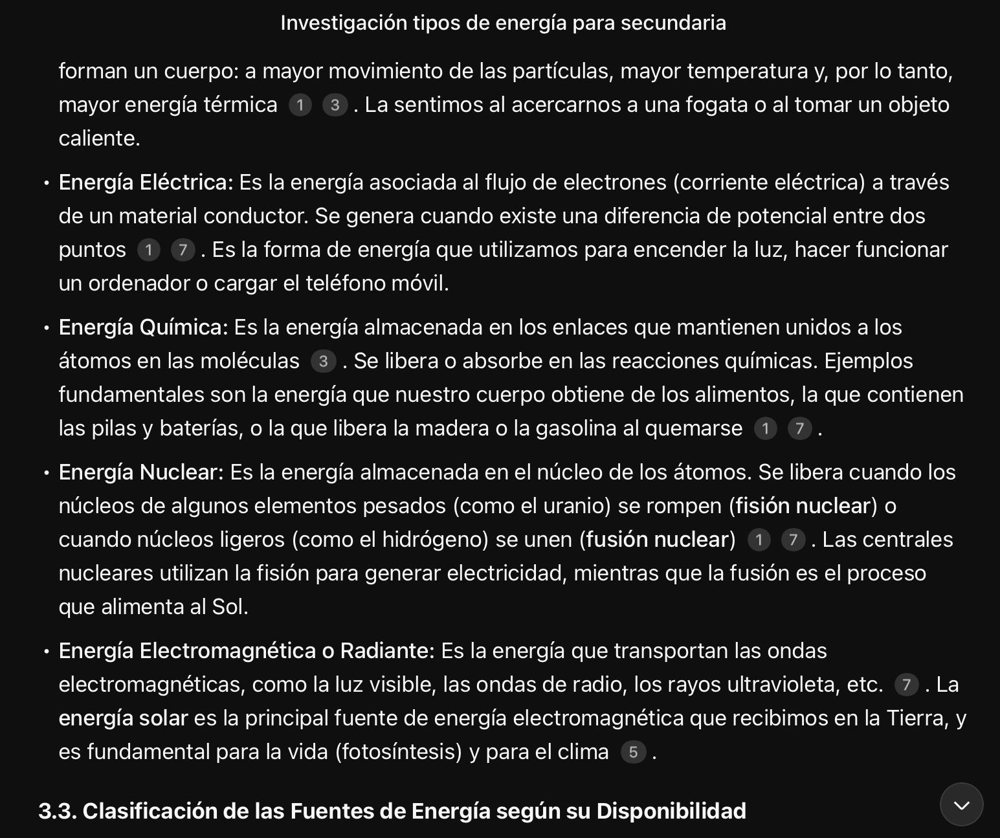 Investigación tipos de energía para secundaria
forman un cuerpo: a mayor movimiento de las partículas, mayor temperatura y, por lo tanto,
mayor energía térmica 1 3 . La sentimos al acercarnos a una fogata o al tomar un objeto
caliente.
• Energía Eléctrica: Es la energía asociada al flujo de electrones (corriente eléctrica) a través
de un material conductor. Se genera cuando existe una diferencia de potencial entre dos
puntos 1 7 . Es la forma de energía que utilizamos para encender la luz, hacer funcionar
un ordenador o cargar el teléfono móvil.
• Energía Química: Es la energía almacenada en los enlaces que mantienen unidos a los
átomos en las moléculas 3 . Se libera o absorbe en las reacciones químicas. Ejemplos
fundamentales son la energía que nuestro cuerpo obtiene de los alimentos, la que contienen
las pilas y baterías, o la que libera la madera o la gasolina al quemarse 1 7 .
• Energía Nuclear: Es la energía almacenada en el núcleo de los átomos. Se libera cuando los
núcleos de algunos elementos pesados (como el uranio) se rompen (fisión nuclear) o
cuando núcleos ligeros (como el hidrógeno) se unen (fusión nuclear) 1 7 . Las centrales
nucleares utilizan la fisión para generar electricidad, mientras que la fusión es el proceso
que alimenta al Sol.
• Energía Electromagnética o Radiante: Es la energía que transportan las ondas
electromagnéticas, como la luz visible, las ondas de radio, los rayos ultravioleta, etc. 7 . La
energía solar es la principal fuente de energía electromagnética que recibimos en la Tierra, y
es fundamental para la vida (fotosíntesis) y para el clima 5 .
3.3. Clasificación de las Fuentes de Energía según su Disponibilidad